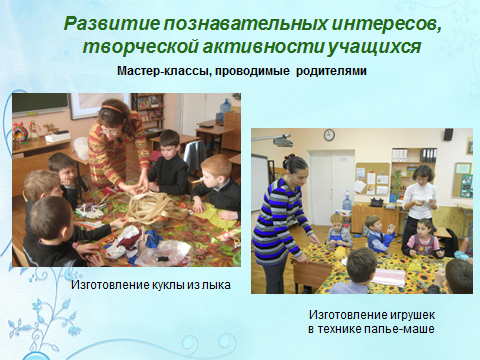 Развитие познавательных интересов,
творческой активности учащихся
Мастер-классы, проводимые родителями
Изготовление куклы из лыка
Изготовление игрушек
в технике папье-маше